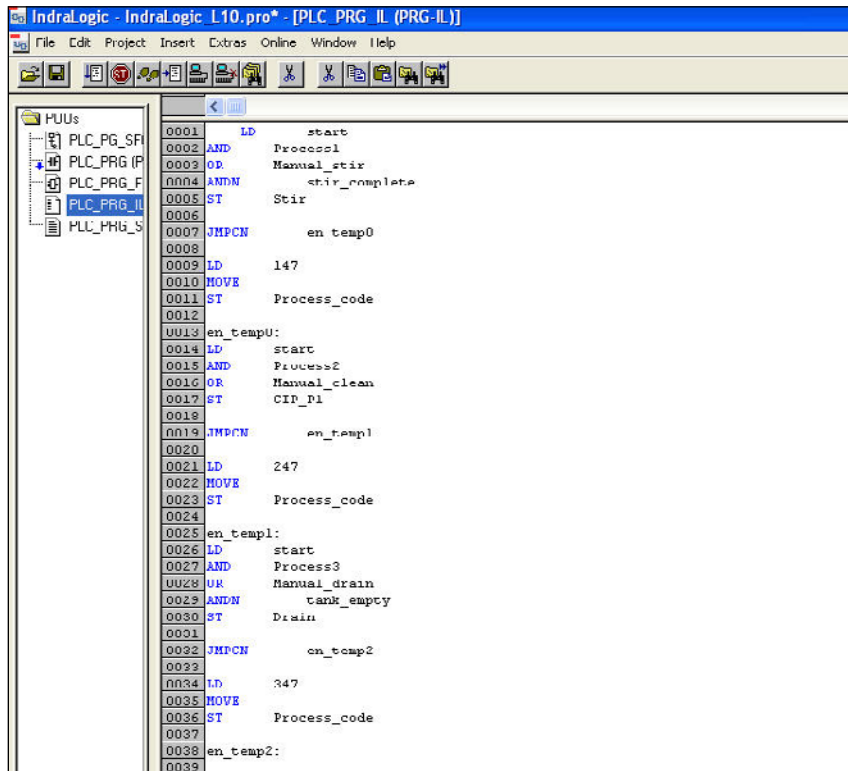 IndraLogic - IndraLogic_L10.pro* - [PLC_PRG_IL (PRG-IL)]
File Edit Project Insert Extras Online Window Help
POUs
PLC_PG_SF
PLC_PRG (P
PLC_PRG_F
PLC_PRG_IL
PLC_PRG_S
0001 LD start
0002 AND Process1
0003 OR Manual_stir
0004 ANDN stir_complete
0005 ST Stir
0006
0007 JMPCN en_temp0
0008
0009 LD 147
0010 MOVE
0011 ST Process_code
0012
0013 en_temp0:
0014 LD start
0015 AND Process2
0016 OR Manual_clean
0017 ST CIP_P1
0018
0019 JMPCN en_temp1
0020
0021 LD 247
0022 MOVE
0023 ST Process_code
0024
0025 en_temp1:
0026 LD start
0027 AND Process3
0028 OR Manual_drain
0029 ANDN tank_empty
0030 ST Drain
0031
0032 JMPCN en_temp2
0033
0034 LD 347
0035 MOVE
0036 ST Process_code
0037
0038 en_temp2:
0039